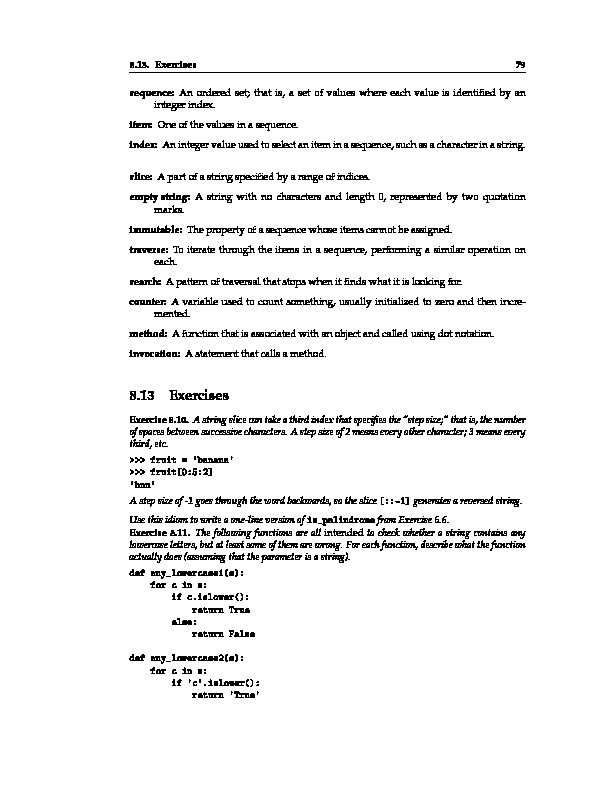 8.13. Exercises 79
sequence: An ordered set; that is, a set of values where each value is identified by an
integer index.
item: One of the values in a sequence.
index: An integer value used to select an item in a sequence, such as a character in a string.
slice: A part of a string specified by a range of indices.
empty string: A string with no characters and length 0, represented by two quotation
marks.
immutable: The property of a sequence whose items cannot be assigned.
traverse: To iterate through the items in a sequence, performing a similar operation on
each.
search: A pattern of traversal that stops when it finds what it is looking for.
counter: A variable used to count something, usually initialized to zero and then incre-
mented.
method: A function that is associated with an object and called using dot notation.
invocation: A statement that calls a method.
8.13 Exercises
Exercise 8.10. A string slice can take a third index that specifies the “step size;” that is, the number
of spaces between successive characters. A step size of 2 means every other character; 3 means every
third, etc.
>>> fruit = 'banana'
>>> fruit[0:5:2]
'bnn'
A step size of -1 goes through the word backwards, so the slice [::-1] generates a reversed string.
Use this idiom to write a one-line version of is_palindrome from Exercise 6.6.
Exercise 8.11. The following functions are all intended to check whether a string contains any
lowercase letters, but at least some of them are wrong. For each function, describe what the function
actually does (assuming that the parameter is a string).
def any_lowercase1(s):
    for c in s:
        if c.islower():
            return True
        else:
            return False
def any_lowercase2(s):
    for c in s:
        if 'c'.islower():
            return 'True'